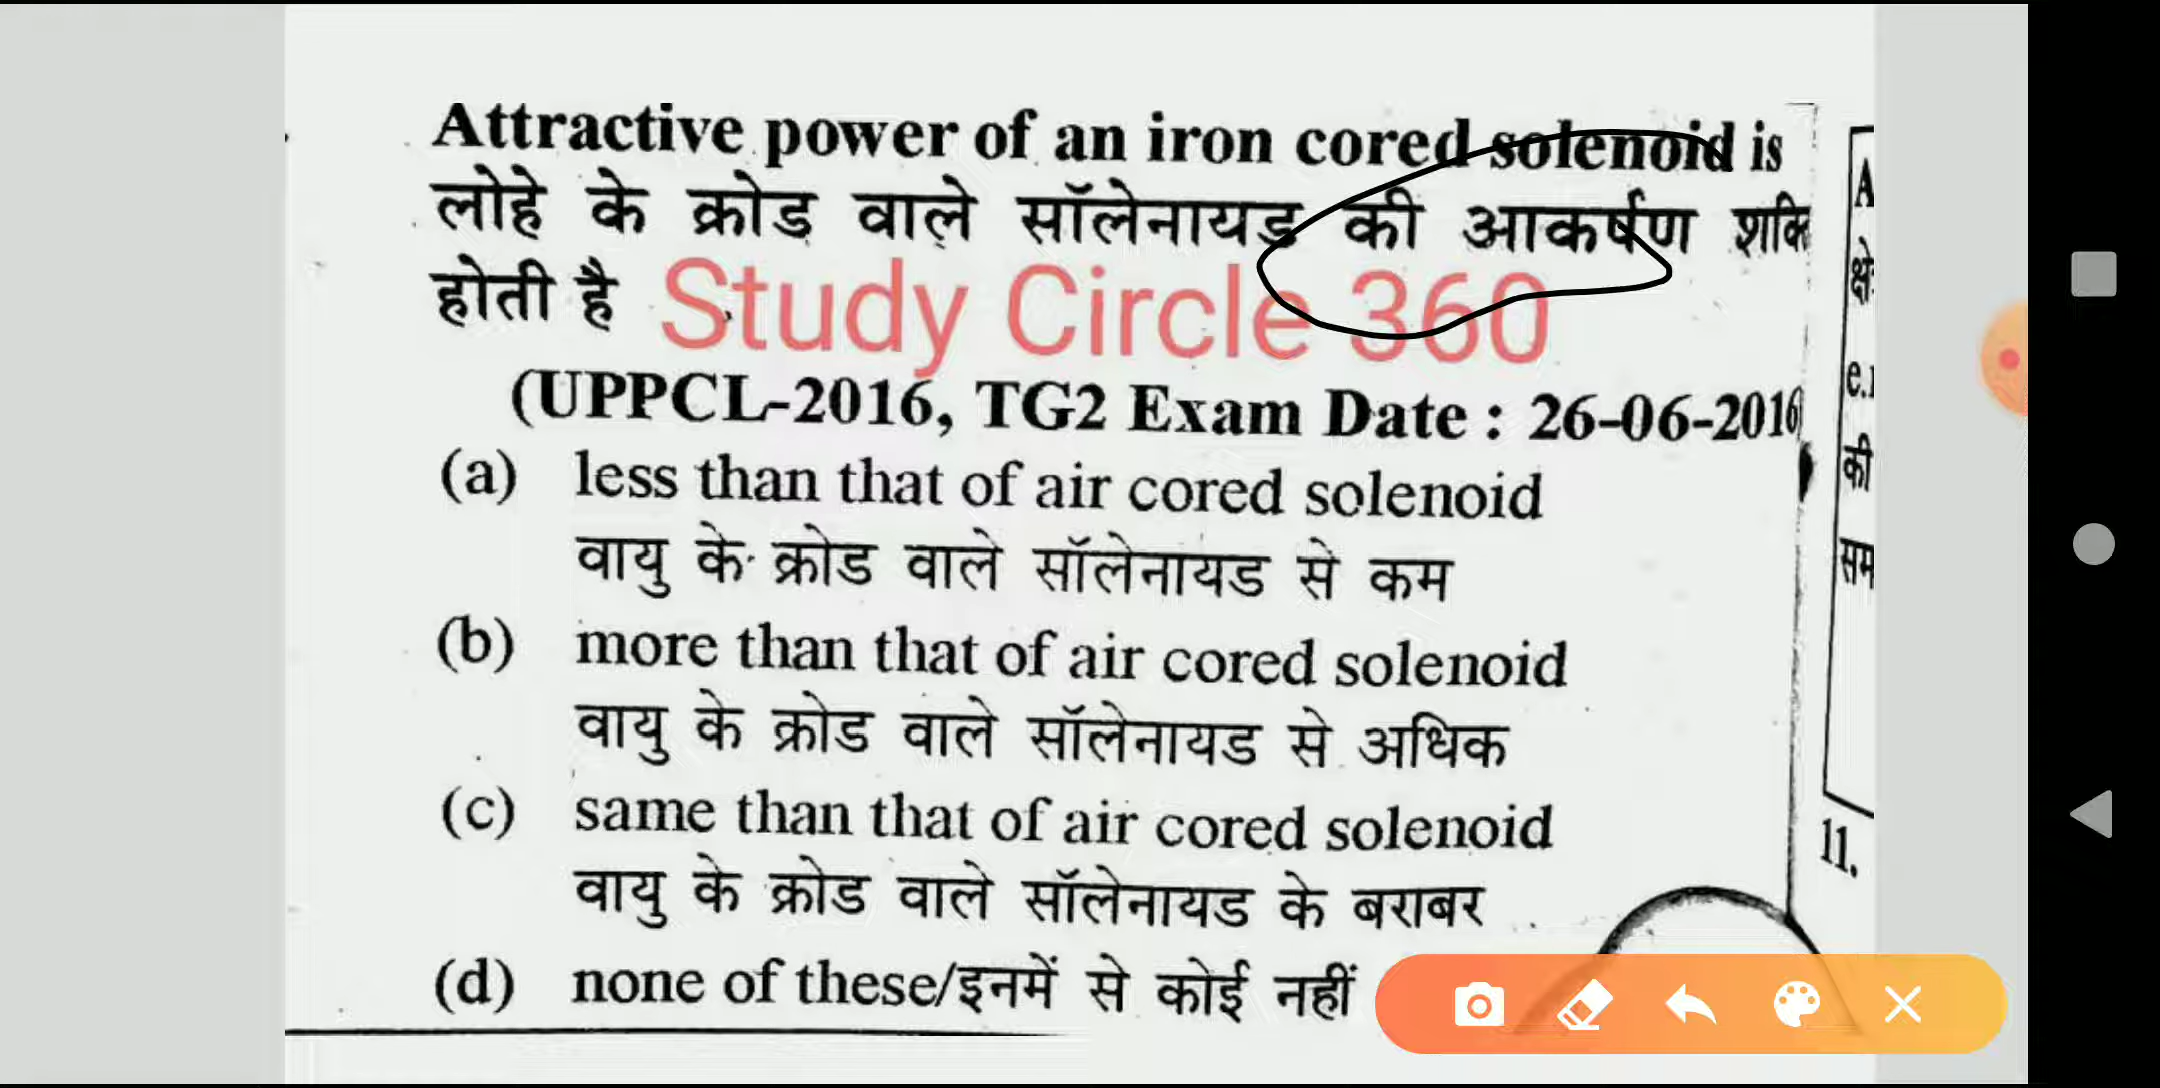 Attractive power of an iron cored solenoid is
लोहे के क्रोड वाले सॉलेनायड की आकर्षण
होती है
Study Circle 360
(UPPCL-2016, TG2 Exam Date : 26-06-2016
(a) less than that of air cored solenoid
वायु के क्रोड वाले सॉलेनायड से कम
(b) more than that of air cored solenoid
वायु के क्रोड वाले सॉलेनायड से अधिक
(c) same than that of air cored solenoid
वायु के क्रोड वाले सॉलेनायड के बराबर
(d) none of these/इनमें से कोई नहीं
A
की
11.